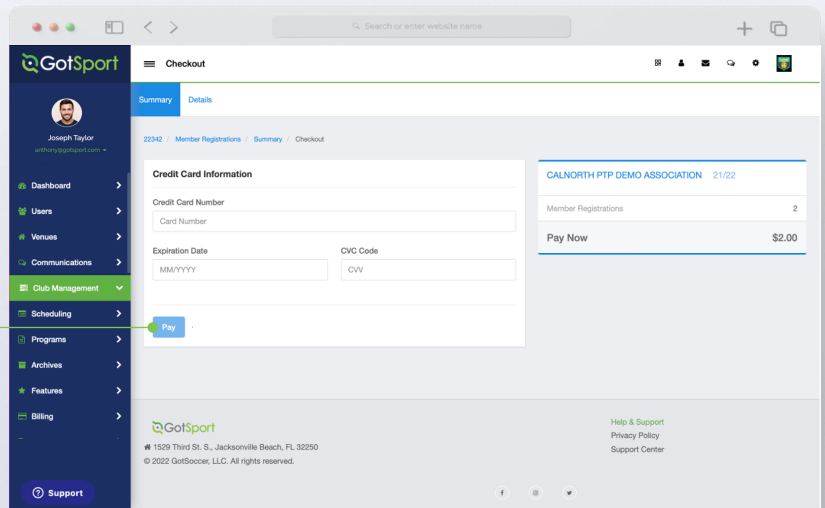 Search or enter website name
GotSport
Checkout
Joseph Taylor
anthony@gotsport.com
Dashboard
Users
Venues
Communications
Club Management
Scheduling
Programs
Archives
Features
Billing
Support
Summary Details
22342 / Member Registrations / Summary / Checkout
Credit Card Information
Credit Card Number
Card Number
Expiration Date CVC Code
MM/YYYY CVV
Pay
CALNORTH PTP DEMO ASSOCIATION 21/22
Member Registrations 2
Pay Now $2.00
GotSport
1529 Third St. S., Jacksonville Beach, FL 32250
© 2022 GotSoccer, LLC. All rights reserved.
Help & Support
Privacy Policy
Support Center